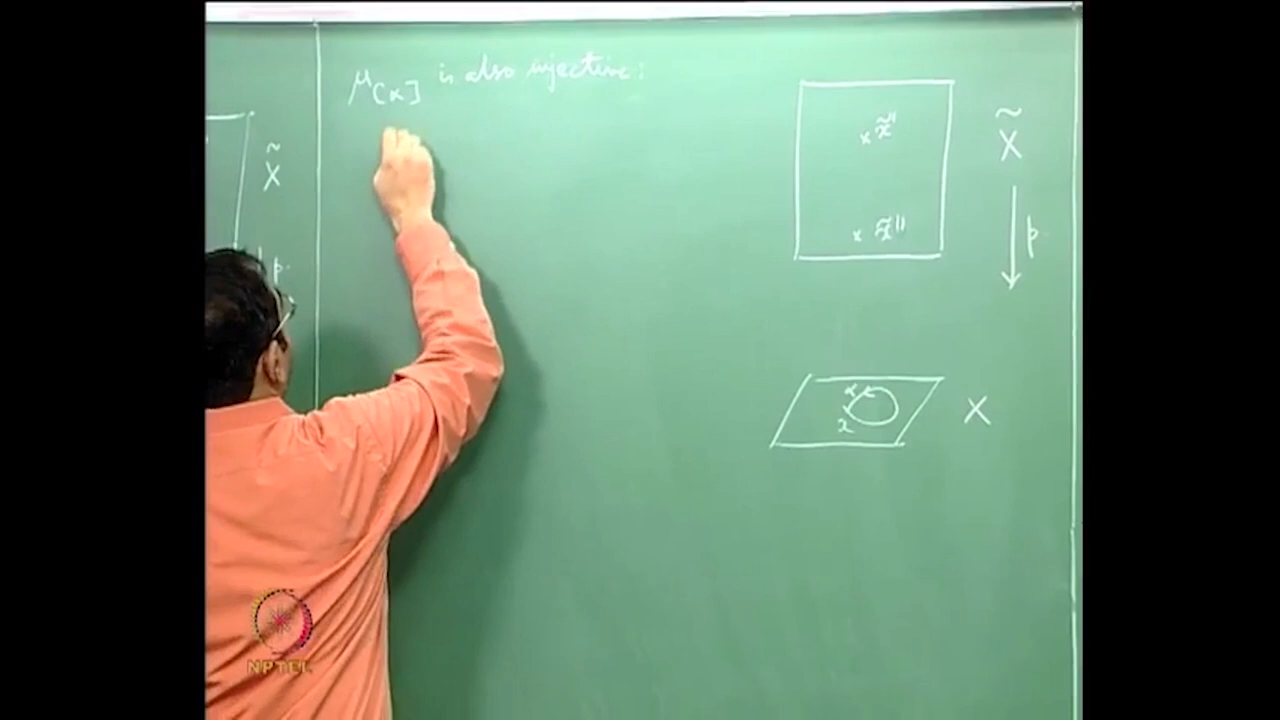 μ[α] is also injective:
X̃
p.
x̃"
x̃"
X̃
p.
α
x
X
NPTEL